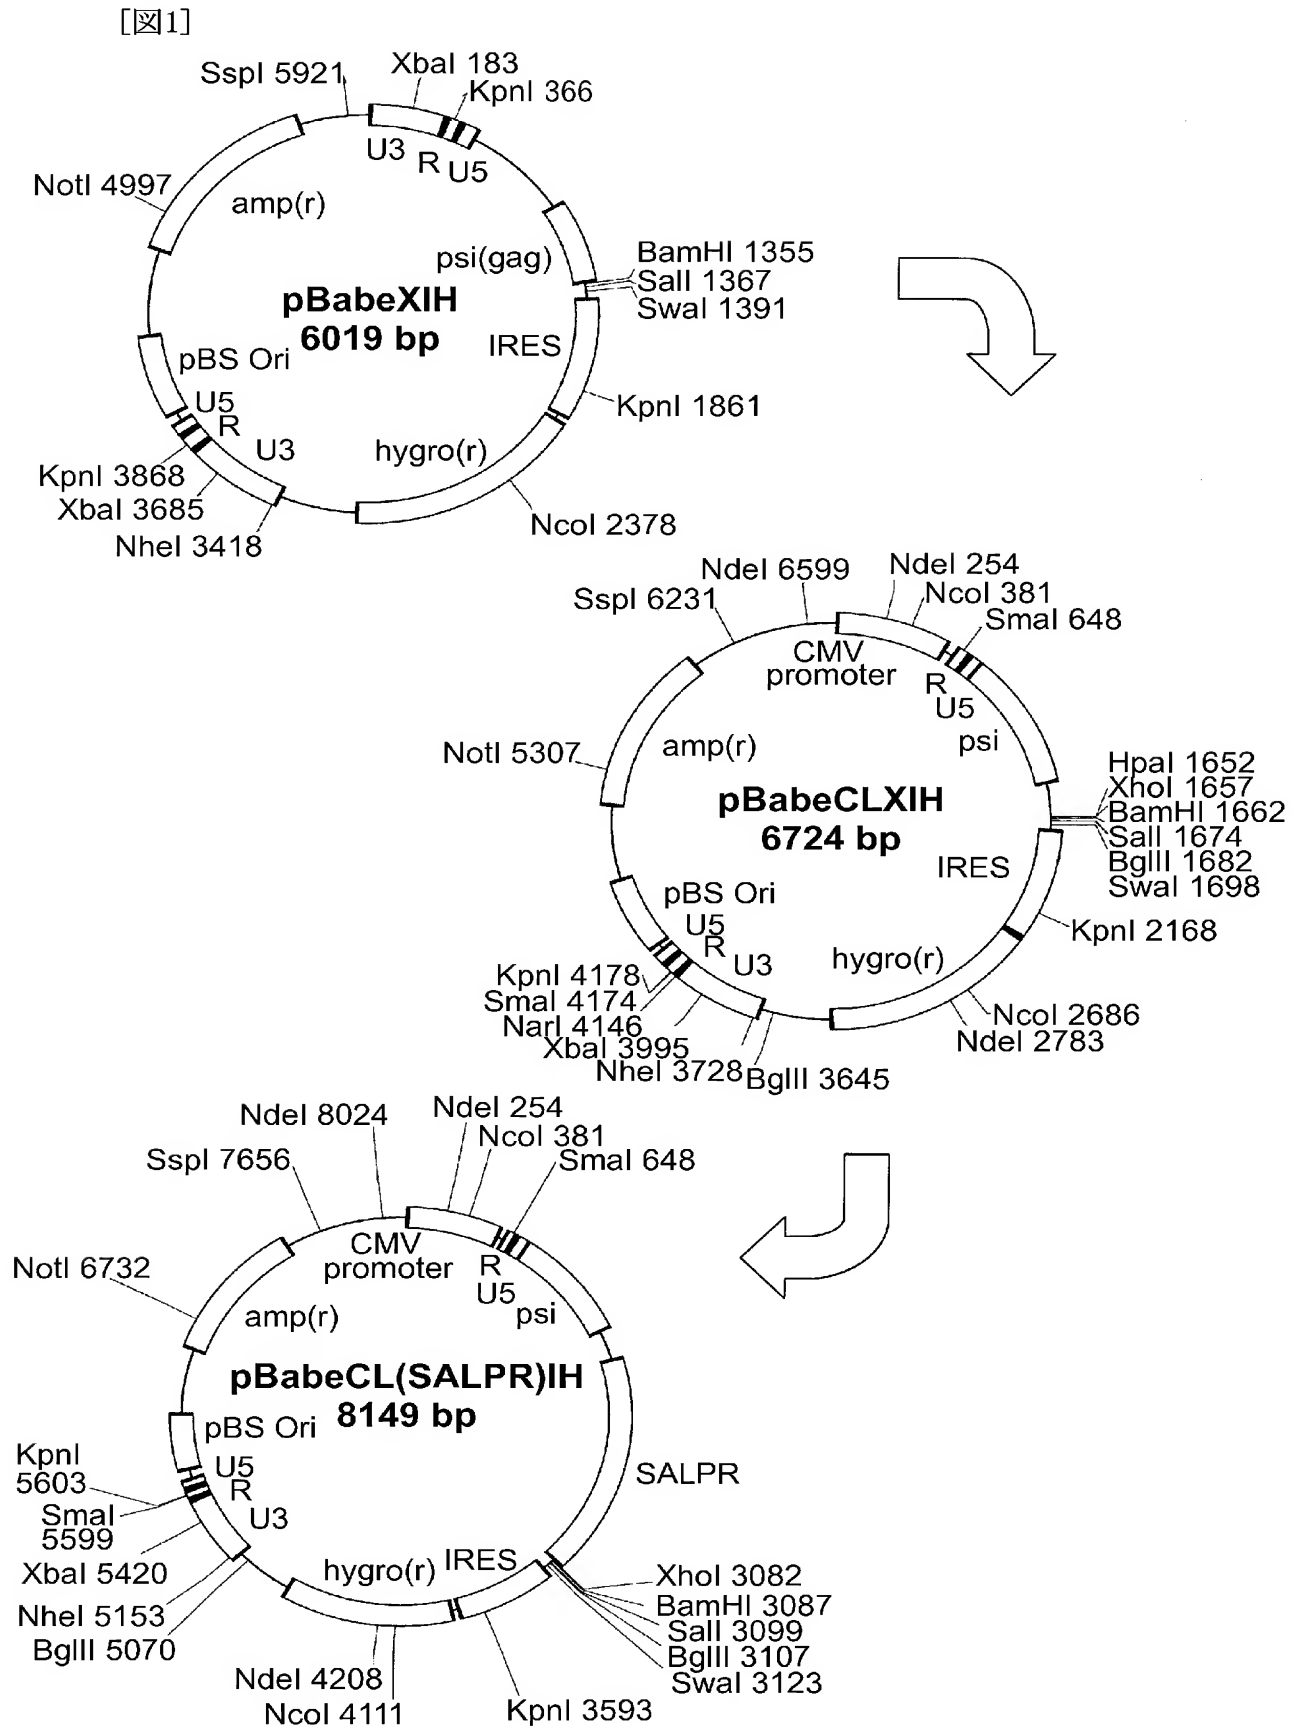 [図1]
SspI 5921
XbaI 183
KpnI 366
U3
R
U5
NotI 4997
amp(r)
psi(gag)
BamHI 1355
SalI 1367
SwaI 1391
pBabeXIH
6019 bp
IRES
pBS Ori
U5
R
U3
KpnI 1861
hygro(r)
KpnI 3868
XbaI 3685
NheI 3418
NcoI 2378
NdeI 6599
NdeI 254
SspI 6231
NcoI 381
SmaI 648
CMV
promoter
R
U5
psi
NotI 5307
amp(r)
HpaI 1652
XhoI 1657
BamHI 1662
SalI 1674
BglII 1682
SwaI 1698
pBabeCLXIH
6724 bp
IRES
pBS Ori
U5
R
U3
KpnI 2168
hygro(r)
KpnI 4178
SmaI 4174
NarI 4146
XbaI 3995
NheI 3728
BglII 3645
NcoI 2686
NdeI 2783
NdeI 8024
NdeI 254
NcoI 381
SspI 7656
SmaI 648
CMV
promoter
R
U5
psi
NotI 6732
amp(r)
pBabeCL(SALPR)IH
8149 bp
pBS Ori
U5
R
U3
KpnI
5603
SmaI
5599
SALPR
XbaI 5420
NheI 5153
BglII 5070
hygro(r)
IRES
XhoI 3082
BamHI 3087
SalI 3099
BglII 3107
SwaI 3123
NdeI 4208
NcoI 4111
KpnI 3593